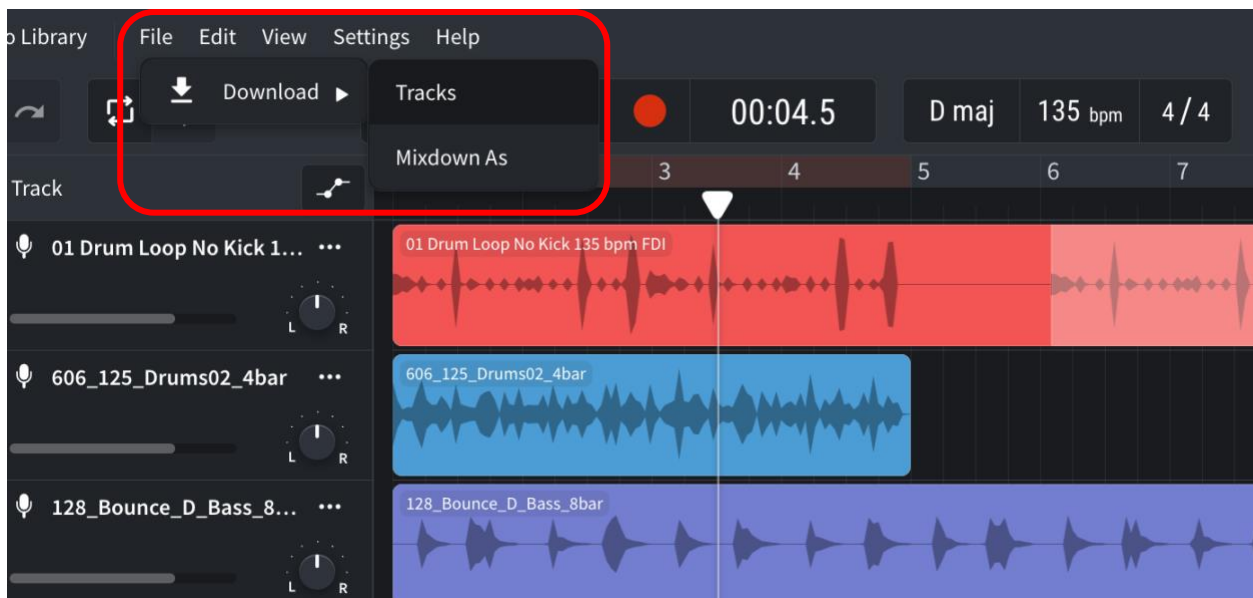 o Library File Edit View Settings Help
Download Tracks
00:04.5 D maj 135 bpm 4/4
Mixdown As
3 4 5 6 7
Track
01 Drum Loop No Kick 1... 
L R
01 Drum Loop No Kick 135 bpm FDI
606_125_Drums02_4bar
L R
606_125_Drums02_4bar
128_Bounce_D_Bass_8...
L R
128_Bounce_D_Bass_8bar